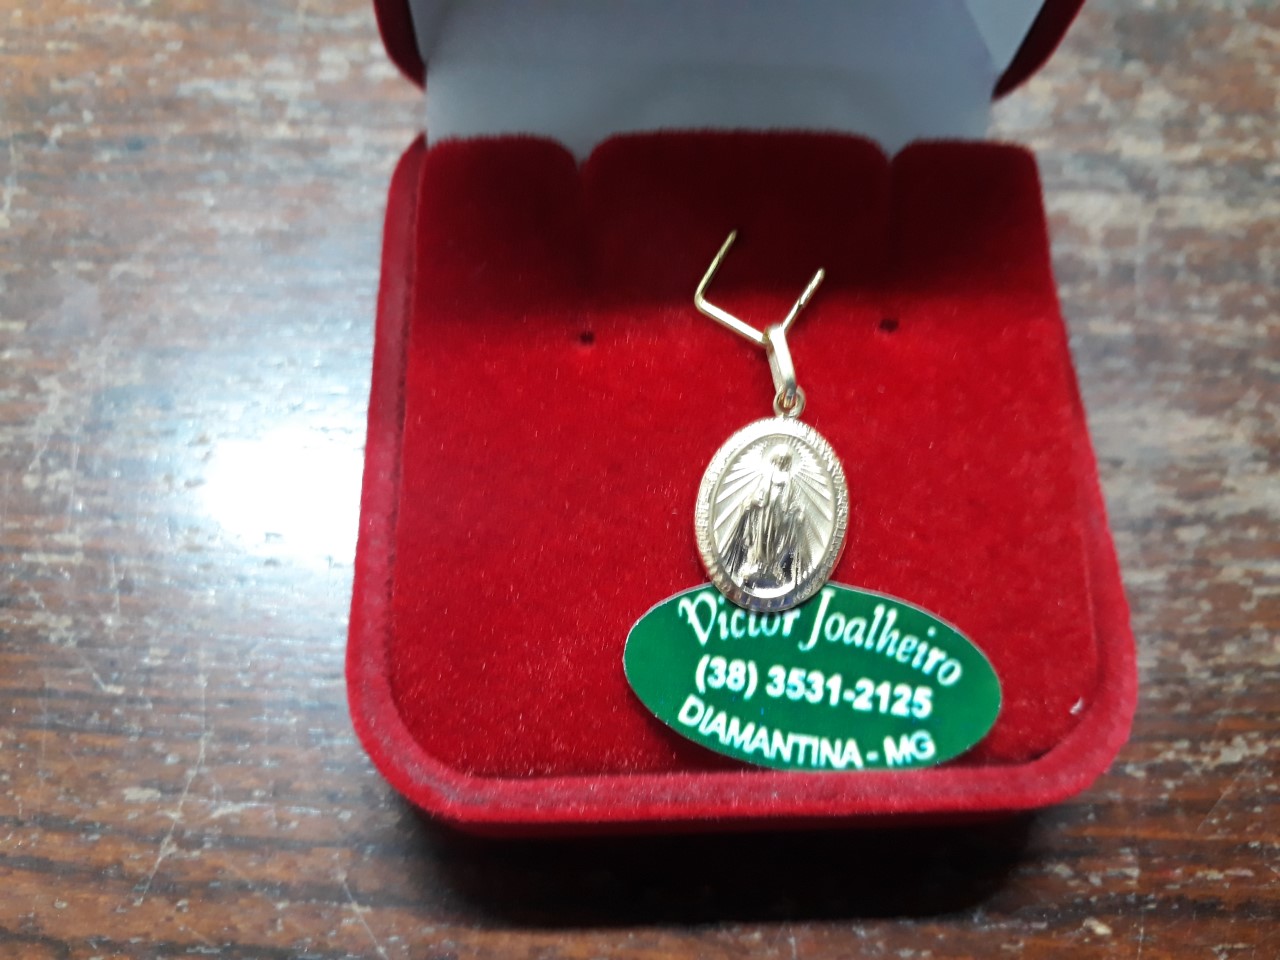 Victor Joalheiro
(38) 3531-2125
DIAMANTINA - MG